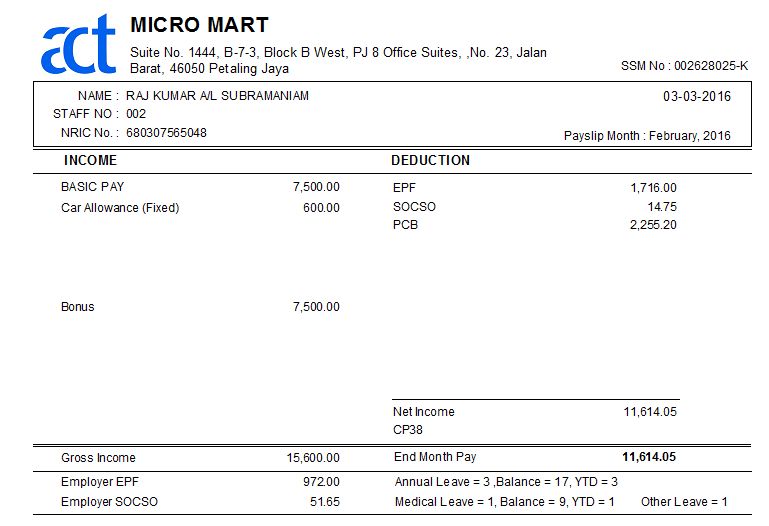 act
MICRO MART
Suite No. 1444, B-7-3, Block B West, PJ 8 Office Suites, ,No. 23, Jalan
Barat, 46050 Petaling Jaya
SSM No : 002628025-K
NAME : RAJ KUMAR A/L SUBRAMANIAM 03-03-2016
STAFF NO : 002
NRIC No. : 680307565048 Payslip Month : February, 2016
INCOME DEDUCTION
BASIC PAY 7,500.00 EPF 1,716.00
Car Allowance (Fixed) 600.00 SOCSO 14.75
PCB 2,255.20
Bonus 7,500.00
Net Income 11,614.05
CP38
Gross Income 15,600.00 End Month Pay 11,614.05
Employer EPF 972.00 Annual Leave = 3 ,Balance = 17, YTD = 3
Employer SOCSO 51.65 Medical Leave = 1, Balance = 9, YTD = 1 Other Leave = 1